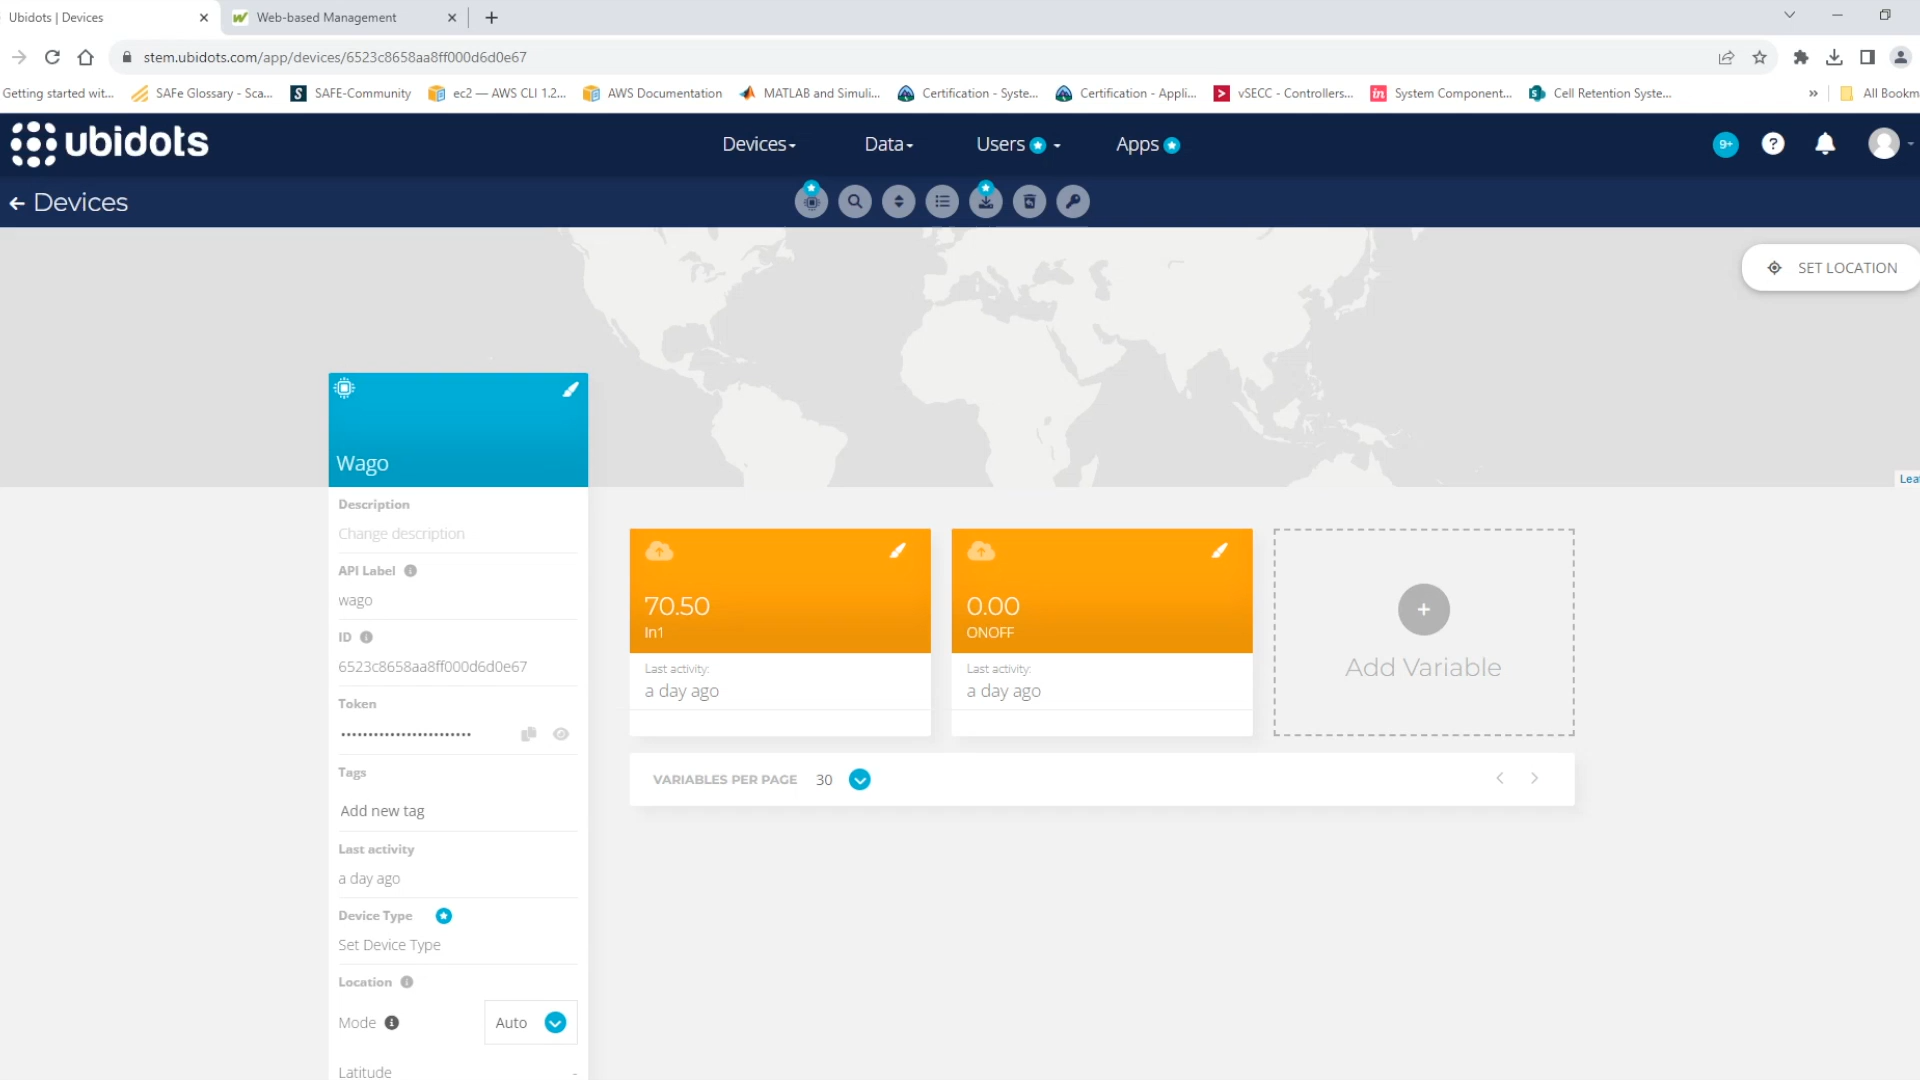 Ubidots | Devices
Web-based Management
stem.ubidots.com/app/devices/6523c8658aa8ff000d6d0e67
Getting started wit...
SAFe Glossary - Sca...
SAFE-Community
ec2 — AWS CLI 1.2...
AWS Documentation
MATLAB and Simuli...
Certification - Syste...
Certification - Appli...
vSECC - Controllers...
System Component...
Cell Retention Syste...
»
All Bookm
ubidots
Devices
Data
Users
Apps
9+
Devices
SET LOCATION
Leaf
Wago
Description
Change description
API Label
wago
ID
6523c8658aa8ff000d6d0e67
Token
Tags
Add new tag
Last activity
a day ago
Device Type
Set Device Type
Location
Mode
Auto
Latitude
-
70.50
In1
Last activity:
a day ago
0.00
ONOFF
Last activity:
a day ago
Add Variable
VARIABLES PER PAGE 30